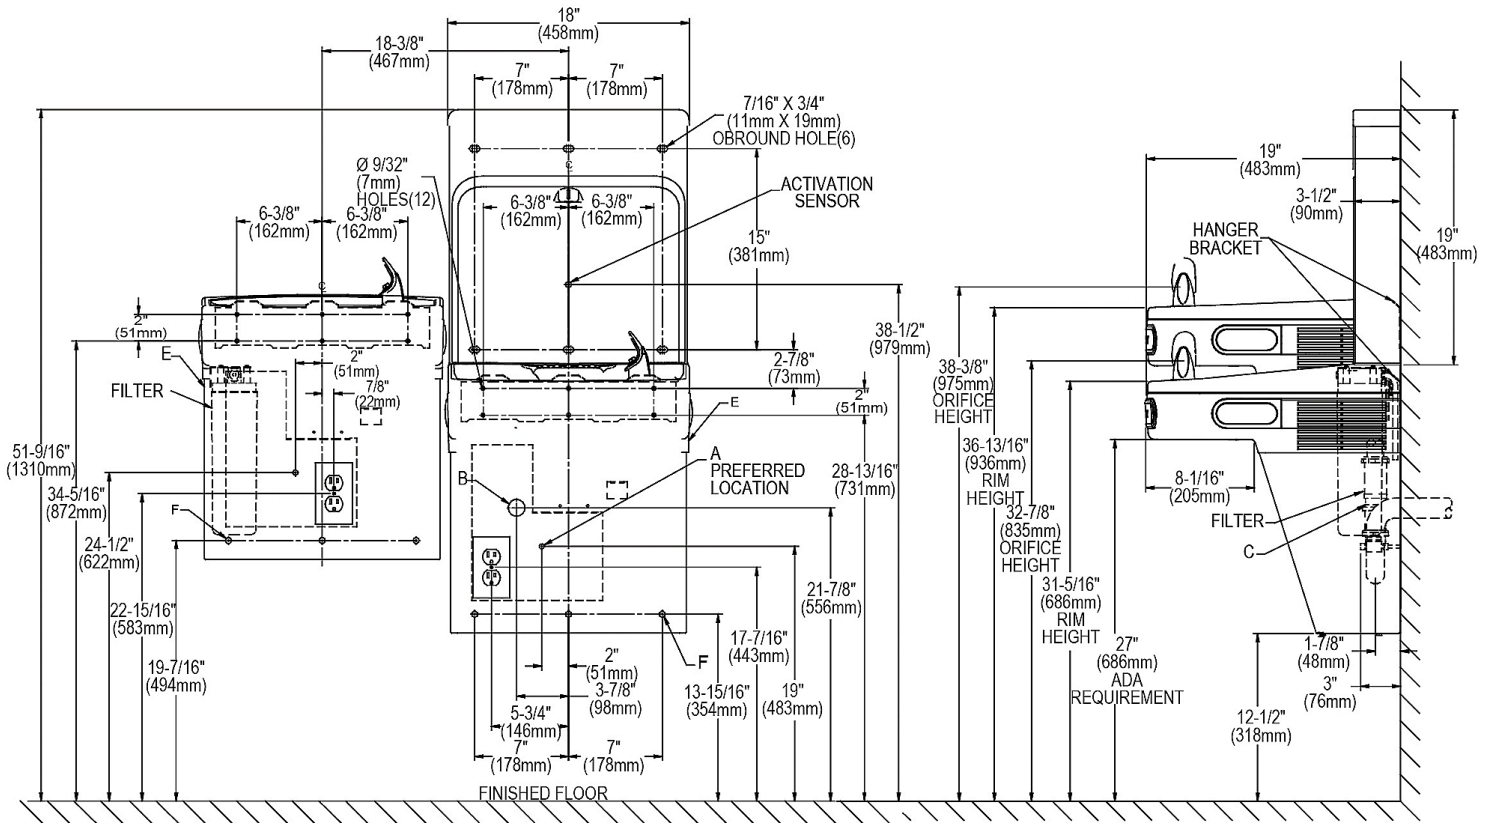 18"
(458mm)
18-3/8"
(467mm)
7"
(178mm)
7"
(178mm)
7/16" X 3/4"
(11mm X 19mm)
OBROUND HOLE(6)
Ø 9/32"
(7mm)
HOLES(12)
ACTIVATION
SENSOR
6-3/8"
(162mm)
6-3/8"
(162mm)
6-3/8"
(162mm)
6-3/8"
(162mm)
15"
(381mm)
2"
(51mm)
E
FILTER
2"
(51mm)
7/8"
(22mm)
38-1/2"
(979mm)
2-7/8"
(73mm)
2"
(51mm)
E
51-9/16"
(1310mm)
34-5/16"
(872mm)
F
24-1/2"
(622mm)
22-15/16"
(583mm)
19-7/16"
(494mm)
B
A
PREFERRED
LOCATION
28-13/16"
(731mm)
21-7/8"
(556mm)
17-7/16"
(443mm)
F
2"
(51mm)
3-7/8"
(98mm)
5-3/4"
(146mm)
7"
(178mm)
7"
(178mm)
13-15/16"
(354mm)
19"
(483mm)
FINISHED FLOOR
19"
(483mm)
3-1/2"
(90mm)
HANGER
BRACKET
19"
(483mm)
38-3/8"
(975mm)
ORIFICE
HEIGHT
36-13/16"
(936mm)
RIM
HEIGHT
32-7/8"
(835mm)
ORIFICE
HEIGHT
31-5/16"
(686mm)
RIM
HEIGHT
27"
(686mm)
ADA
REQUIREMENT
8-1/16"
(205mm)
FILTER
C
1-7/8"
(48mm)
3"
(76mm)
12-1/2"
(318mm)